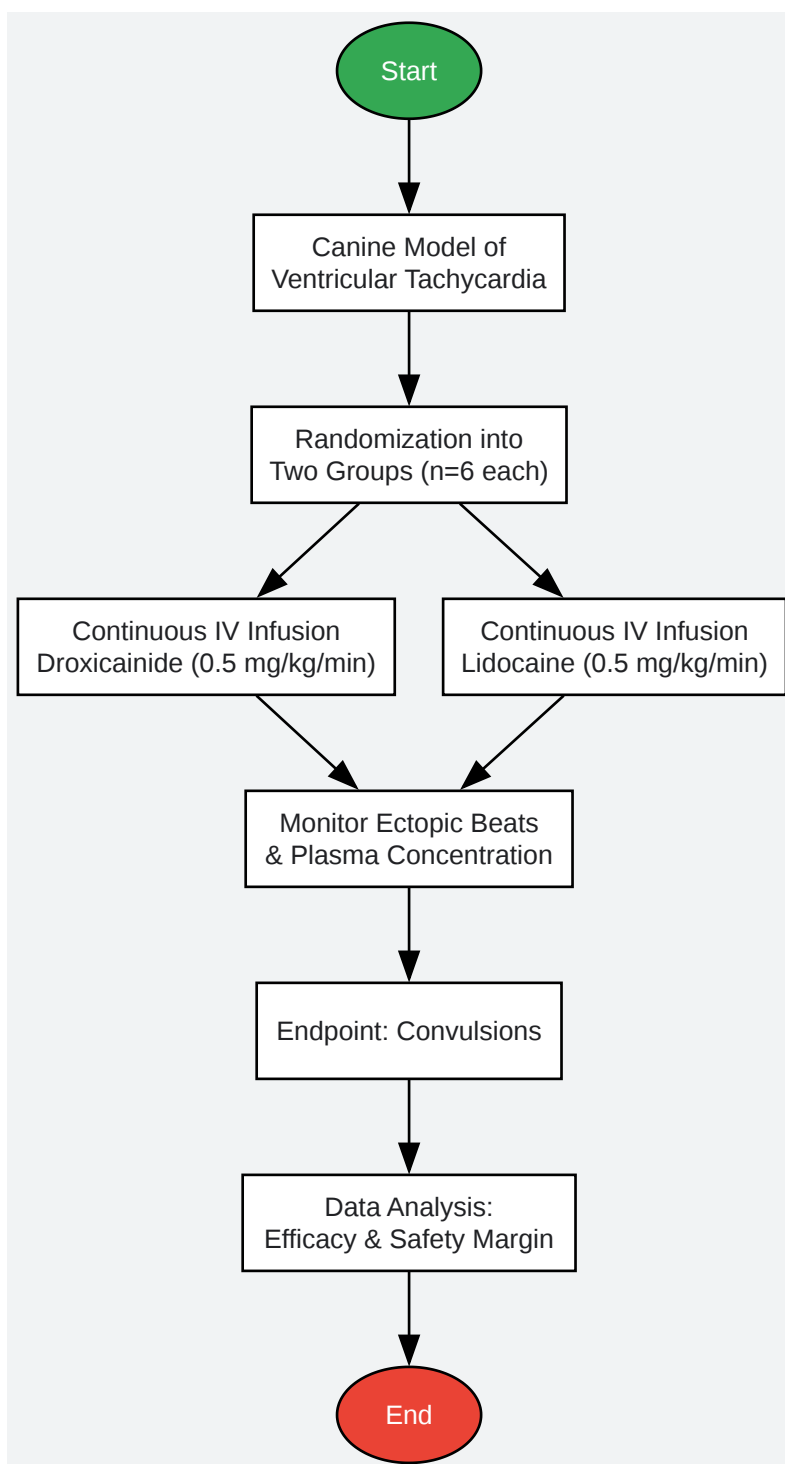 Start
Canine Model of
Ventricular Tachycardia
Randomization into
Two Groups (n=6 each)
Continuous IV Infusion
Droxicainide (0.5 mg/kg/min)
Continuous IV Infusion
Lidocaine (0.5 mg/kg/min)
Monitor Ectopic Beats
& Plasma Concentration
Endpoint: Convulsions
Data Analysis:
Efficacy & Safety Margin
End